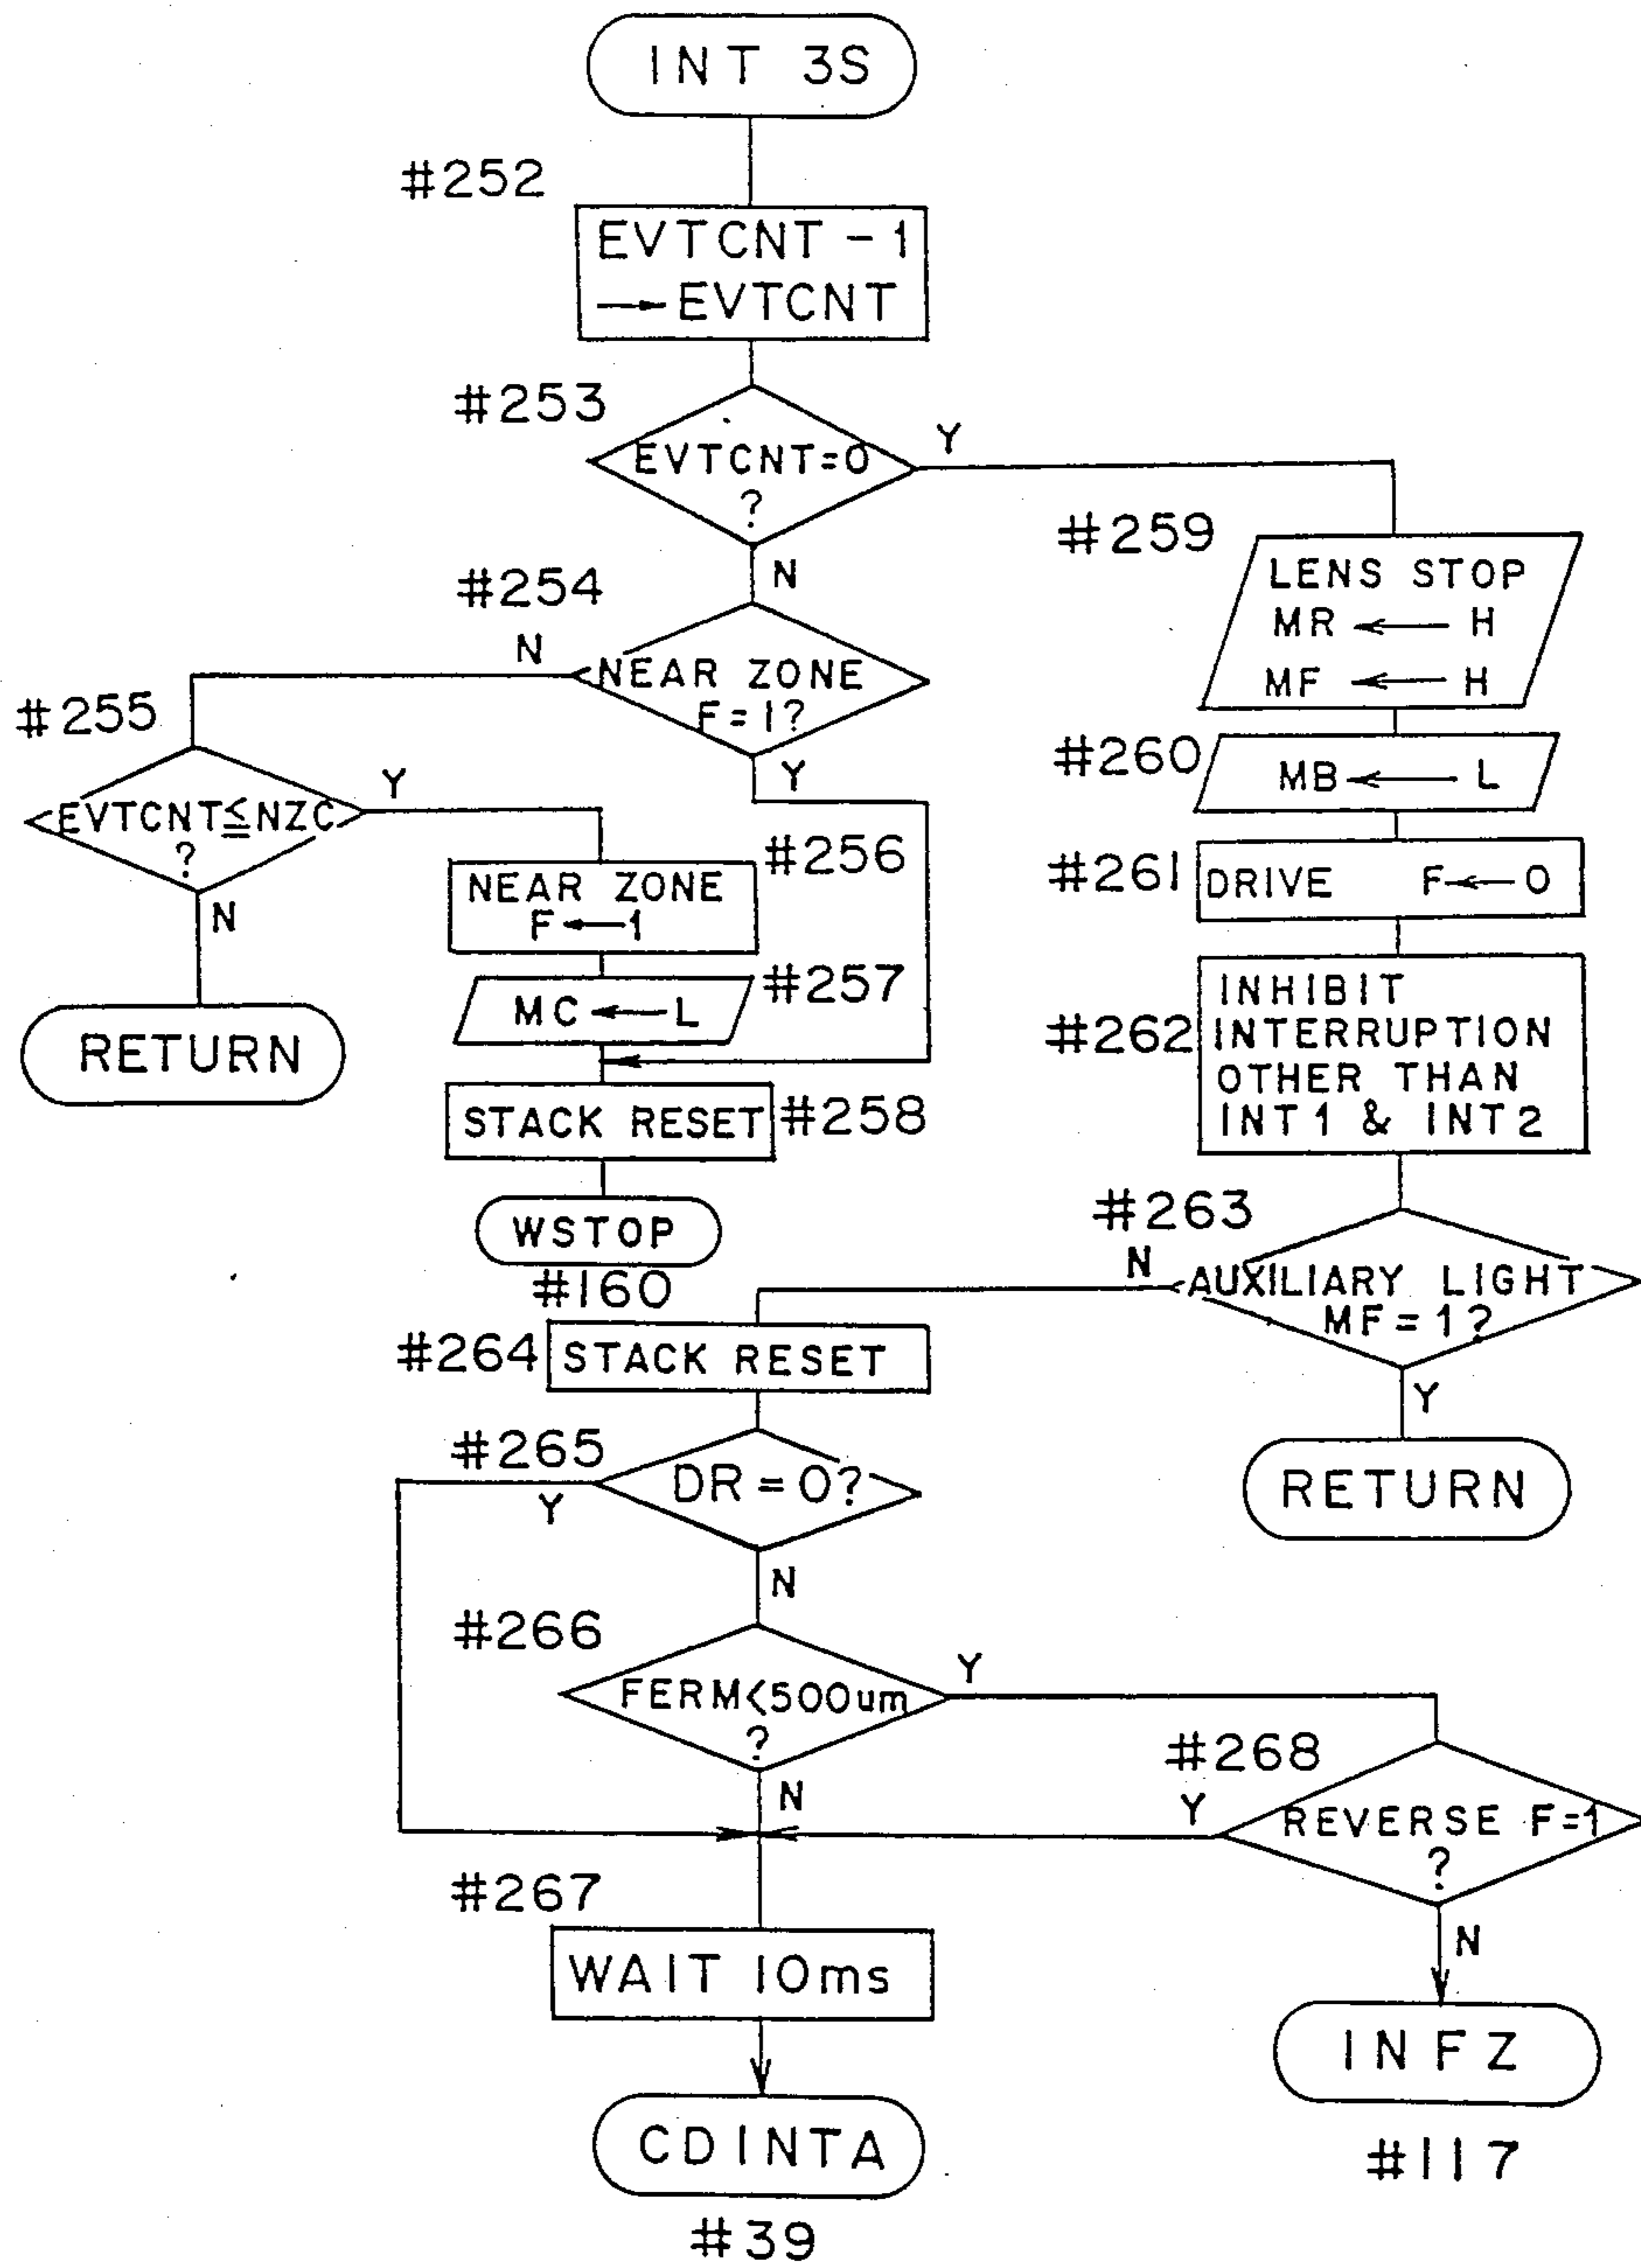 INT 3S
#252
EVTCNT - 1
→ EVTCNT
#253
EVTCNT=0
?
Y
N
#254
NEAR ZONE
F=1?
N
Y
#255
EVTCNT≦NZC
?
Y
N
RETURN
#256
NEAR ZONE
F ← 1
#257
MC ← L
#258
STACK RESET
WSTOP
#160
#259
LENS STOP
MR ← H
MF ← H
#260
MB ← L
#261
DRIVE F ← 0
#262
INHIBIT
INTERRUPTION
OTHER THAN
INT1 & INT2
#263
AUXILIARY LIGHT
MF = 1?
N
Y
RETURN
#264
STACK RESET
#265
DR = 0?
Y
N
#266
FERM<500um
?
Y
N
#268
REVERSE F=1
?
Y
N
#267
WAIT 10ms
CDINTA
#39
INFZ
#117